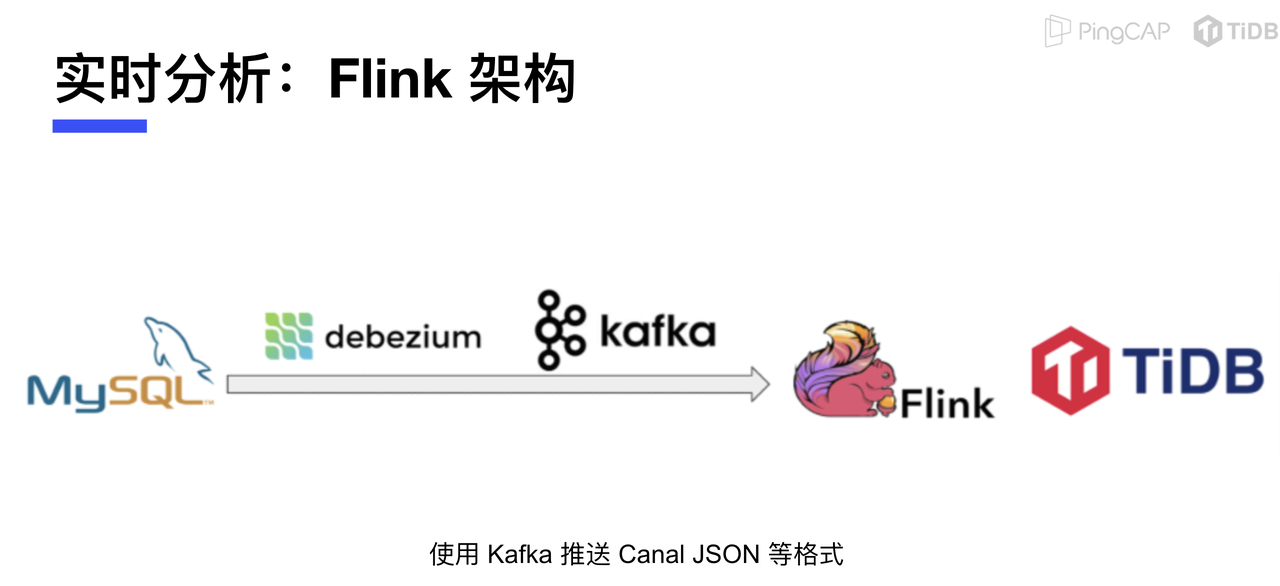 PingCAP TiDB
实时分析：Flink 架构
debezium kafka
MySQL™ Flink TiDB
使用 Kafka 推送 Canal JSON 等格式